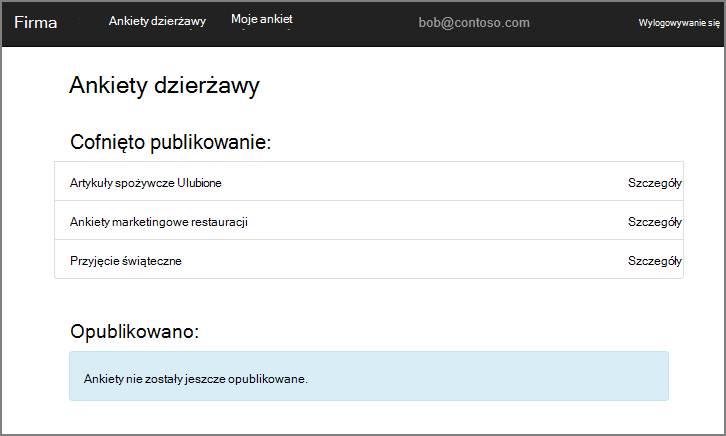 Firma Ankiety dzierżawy Moje ankiet bob@contoso.com Wylogowywanie się
Ankiety dzierżawy
Cofnięto publikowanie:
Artykuły spożywcze Ulubione Szczegóły
Ankiety marketingowe restauracji Szczegóły
Przyjęcie świąteczne Szczegóły
Opublikowano:
Ankiety nie zostały jeszcze opublikowane.